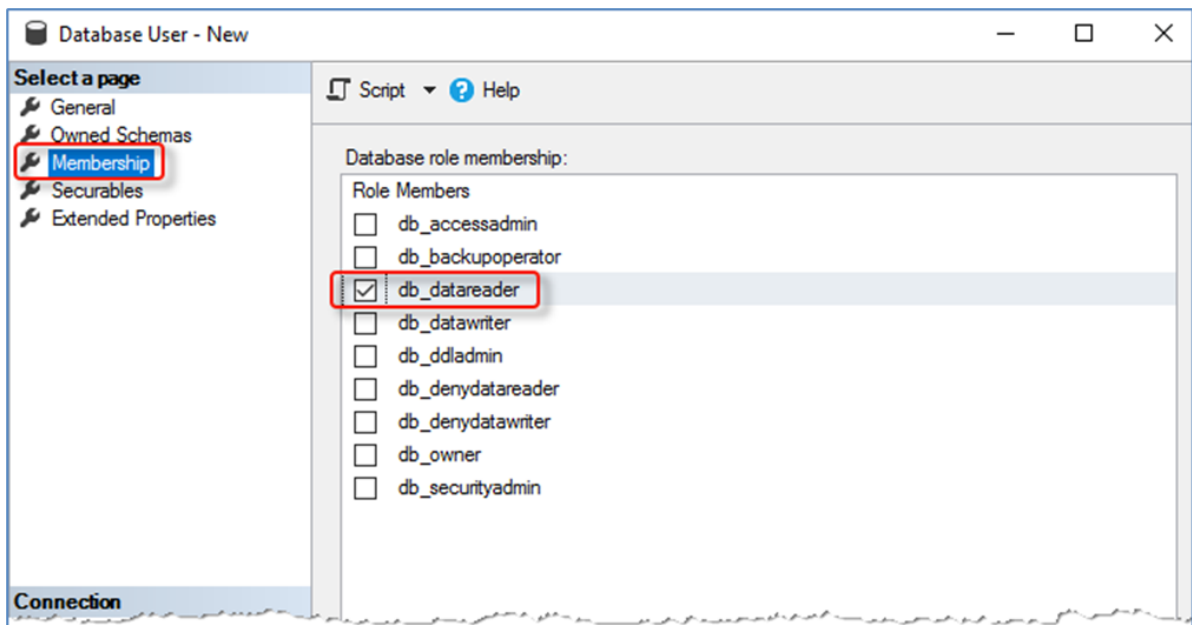 Database User - New
Select a page
General
Owned Schemas
Membership
Securables
Extended Properties
Connection
Script Help
Database role membership:
Role Members
db_accessadmin
db_backupoperator
db_datareader
db_datawriter
db_ddladmin
db_denydatareader
db_denydatawriter
db_owner
db_securityadmin